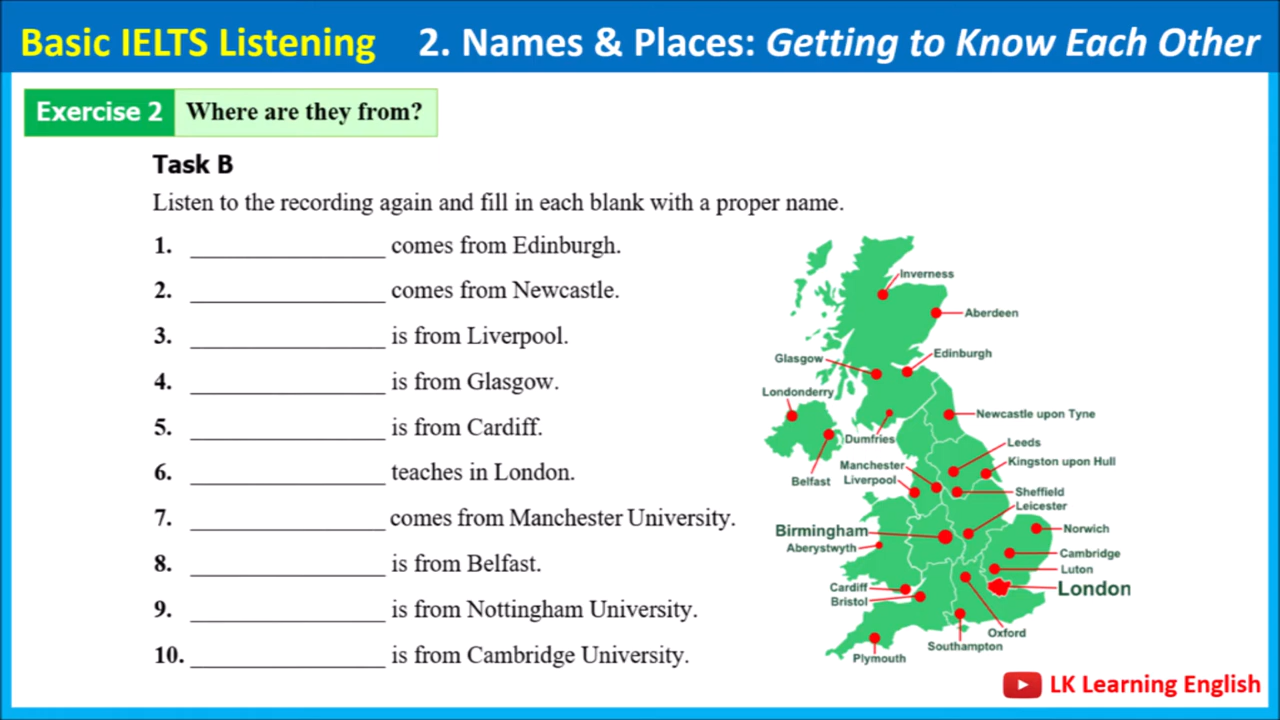 Basic IELTS Listening 2. Names & Places: Getting to Know Each Other
Exercise 2 Where are they from?
Task B
Listen to the recording again and fill in each blank with a proper name.
1. ________________ comes from Edinburgh.
2. ________________ comes from Newcastle.
3. ________________ is from Liverpool.
4. ________________ is from Glasgow.
5. ________________ is from Cardiff.
6. ________________ teaches in London.
7. ________________ comes from Manchester University.
8. ________________ is from Belfast.
9. ________________ is from Nottingham University.
10. ________________ is from Cambridge University.
Inverness
Aberdeen
Edinburgh
Glasgow
Londonderry
Newcastle upon Tyne
Dumfries
Leeds
Kingston upon Hull
Manchester
Liverpool
Belfast
Sheffield
Leicester
Birmingham
Norwich
Aberystwyth
Cambridge
Luton
Cardiff
London
Bristol
Oxford
Southampton
Plymouth
LK Learning English